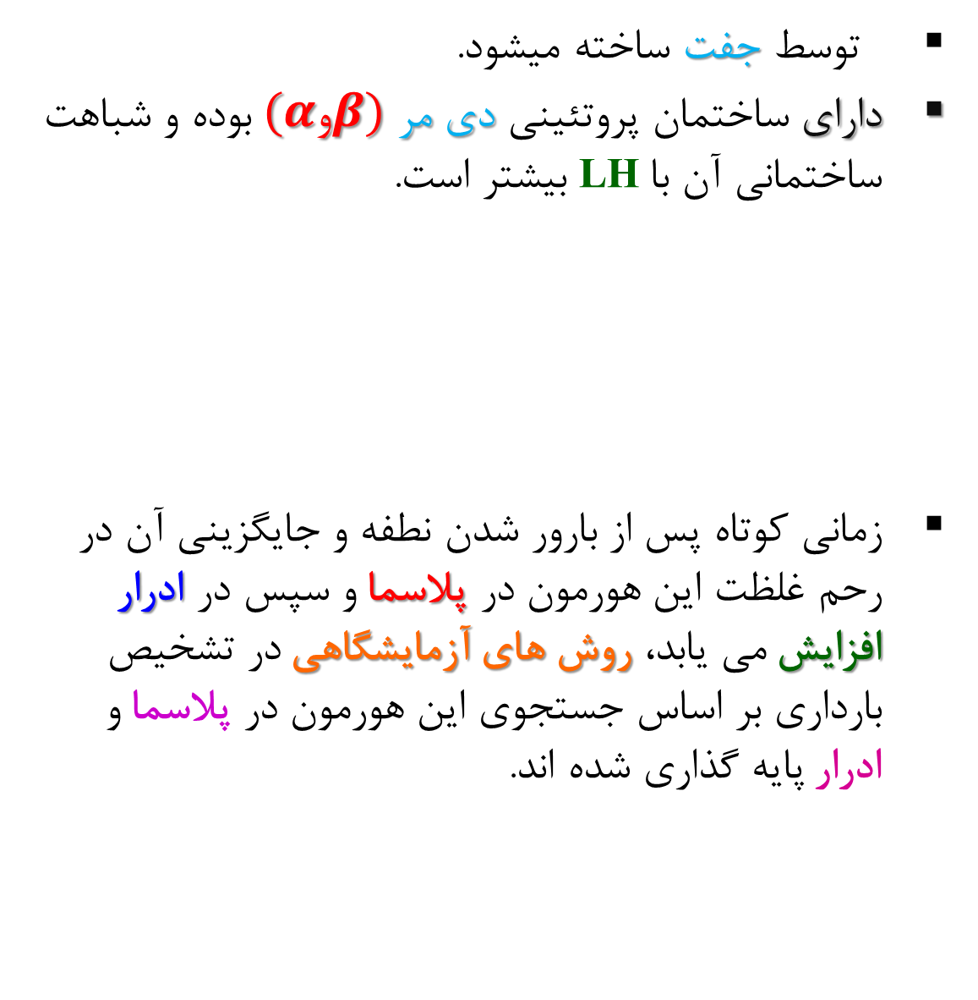 ▪ توسط جفت ساخته میشود.
▪ دارای ساختمان پروتئینی دی مر (βوα) بوده و شباهت
ساختمانی آن با LH بیشتر است.
▪ زمانی کوتاه پس از بارور شدن نطفه و جایگزینی آن در
رحم غلظت این هورمون در پلاسما و سپس در ادرار
افزایش می یابد، روش های آزمایشگاهی در تشخیص
بارداری بر اساس جستجوی این هورمون در پلاسما و
ادرار پایه گذاری شده اند.